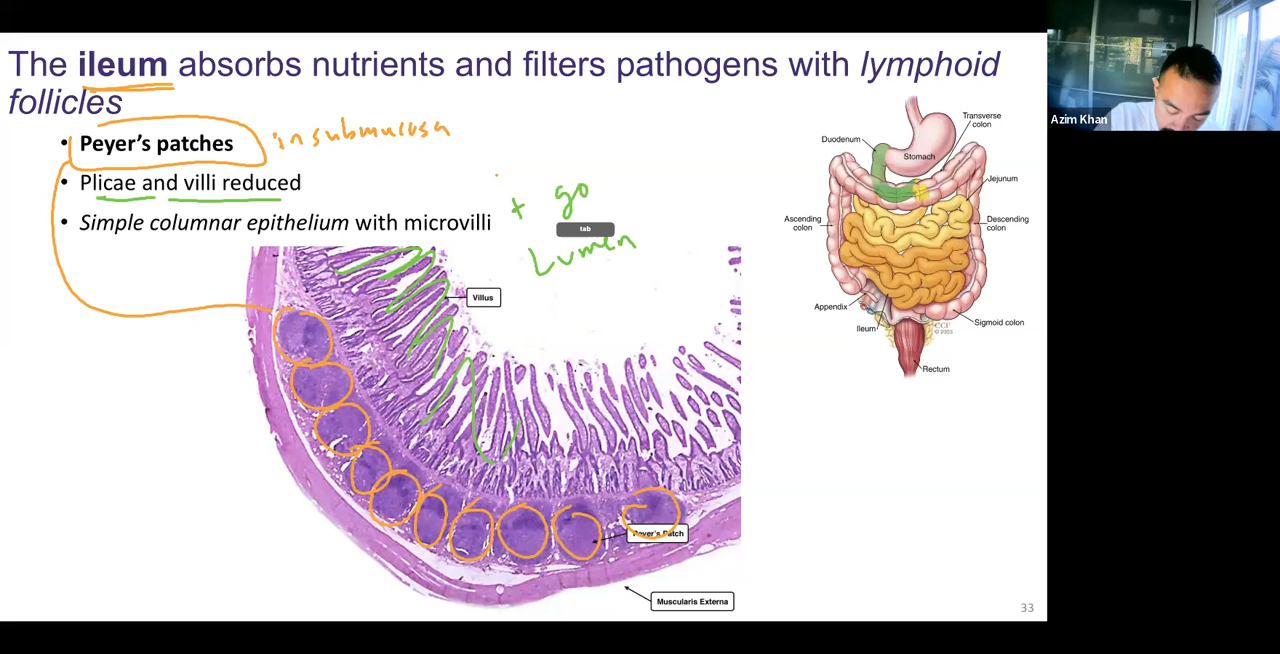 The ileum absorbs nutrients and filters pathogens with lymphoid
follicles
• Peyer's patches
in submucosa
• Plicae and villi reduced
• Simple columnar epithelium with microvilli
+ go
tab
Lumen
Villus
Peyer's Patch
Muscularis Externa
Duodenum
Transverse
colon
Stomach
Jejunum
Ascending
colon
Descending
colon
Appendix
Ileum
Sigmoid colon
CCF
© 2003
Rectum
33
Azim Khan